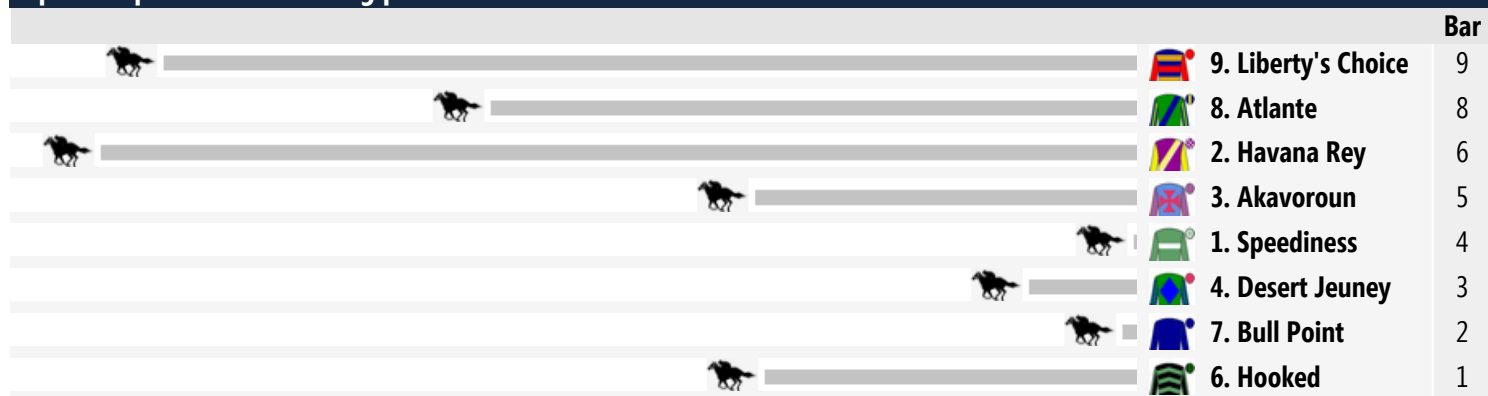 Bar
9. Liberty's Choice 9
8. Atlante 8
2. Havana Rey 6
3. Akavoroun 5
1. Speediness 4
4. Desert Jeuney 3
7. Bull Point 2
6. Hooked 1